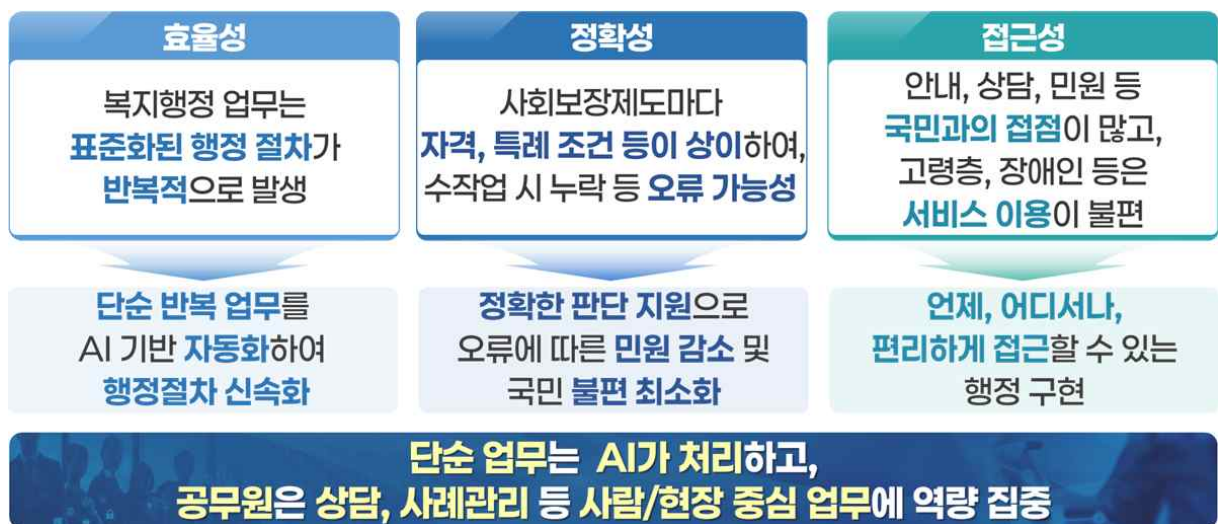 효율성
복지행정 업무는
표준화된 행정 절차가
반복적으로 발생
단순 반복 업무를
AI 기반 자동화하여
행정절차 신속화
정확성
사회보장제도마다
자격, 특례 조건 등이 상이하여,
수작업 시 누락 등 오류 가능성
정확한 판단 지원으로
오류에 따른 민원 감소 및
국민 불편 최소화
접근성
안내, 상담, 민원 등
국민과의 접점이 많고,
고령층, 장애인 등은
서비스 이용이 불편
언제, 어디서나,
편리하게 접근할 수 있는
행정 구현
단순 업무는 AI가 처리하고,
공무원은 상담, 사례관리 등 사람/현장 중심 업무에 역량 집중